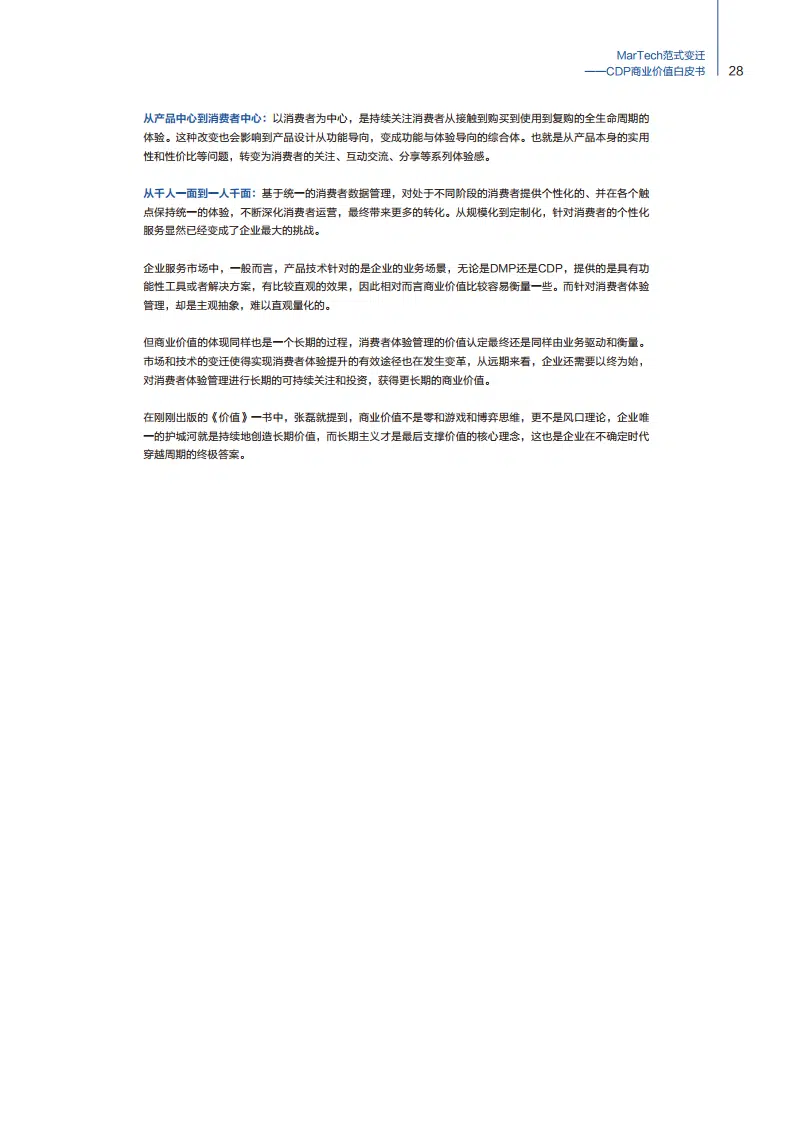 MarTech范式变迁
——CDP商业价值白皮书
28
从产品中心到消费者中心：以消费者为中心，是持续关注消费者从接触到购买到使用到复购的全生命周期的
体验。这种改变也会影响到产品设计从功能导向，变成功能与体验导向的综合体。也就是从产品本身的实用
性和性价比等问题，转变为消费者的关注、互动交流、分享等系列体验感。
从千人一面到一人千面：基于统一的消费者数据管理，对处于不同阶段的消费者提供个性化的、并在各个触
点保持统一的体验，不断深化消费者运营，最终带来更多的转化。从规模化到定制化，针对消费者的个性化
服务显然已经变成了企业最大的挑战。
企业服务市场中，一般而言，产品技术针对的是企业的业务场景，无论是DMP还是CDP，提供的是具有功
能性工具或者解决方案，有比较直观的效果，因此相对而言商业价值比较容易衡量一些。而针对消费者体验
管理，却是主观抽象，难以直观量化的。
但商业价值的体现同样也是一个长期的过程，消费者体验管理的价值认定最终还是同样由业务驱动和衡量。
市场和技术的变迁使得实现消费者体验提升的有效途径也在发生变革，从远期来看，企业还需要以终为始，
对消费者体验管理进行长期的可持续关注和投资，获得更长期的商业价值。
在刚刚出版的《价值》一书中，张磊就提到，商业价值不是零和游戏和博弈思维，更不是风口理论，企业唯
一的护城河就是持续地创造长期价值，而长期主义才是最后支撑价值的核心理念，这也是企业在不确定时代
穿越周期的终极答案。